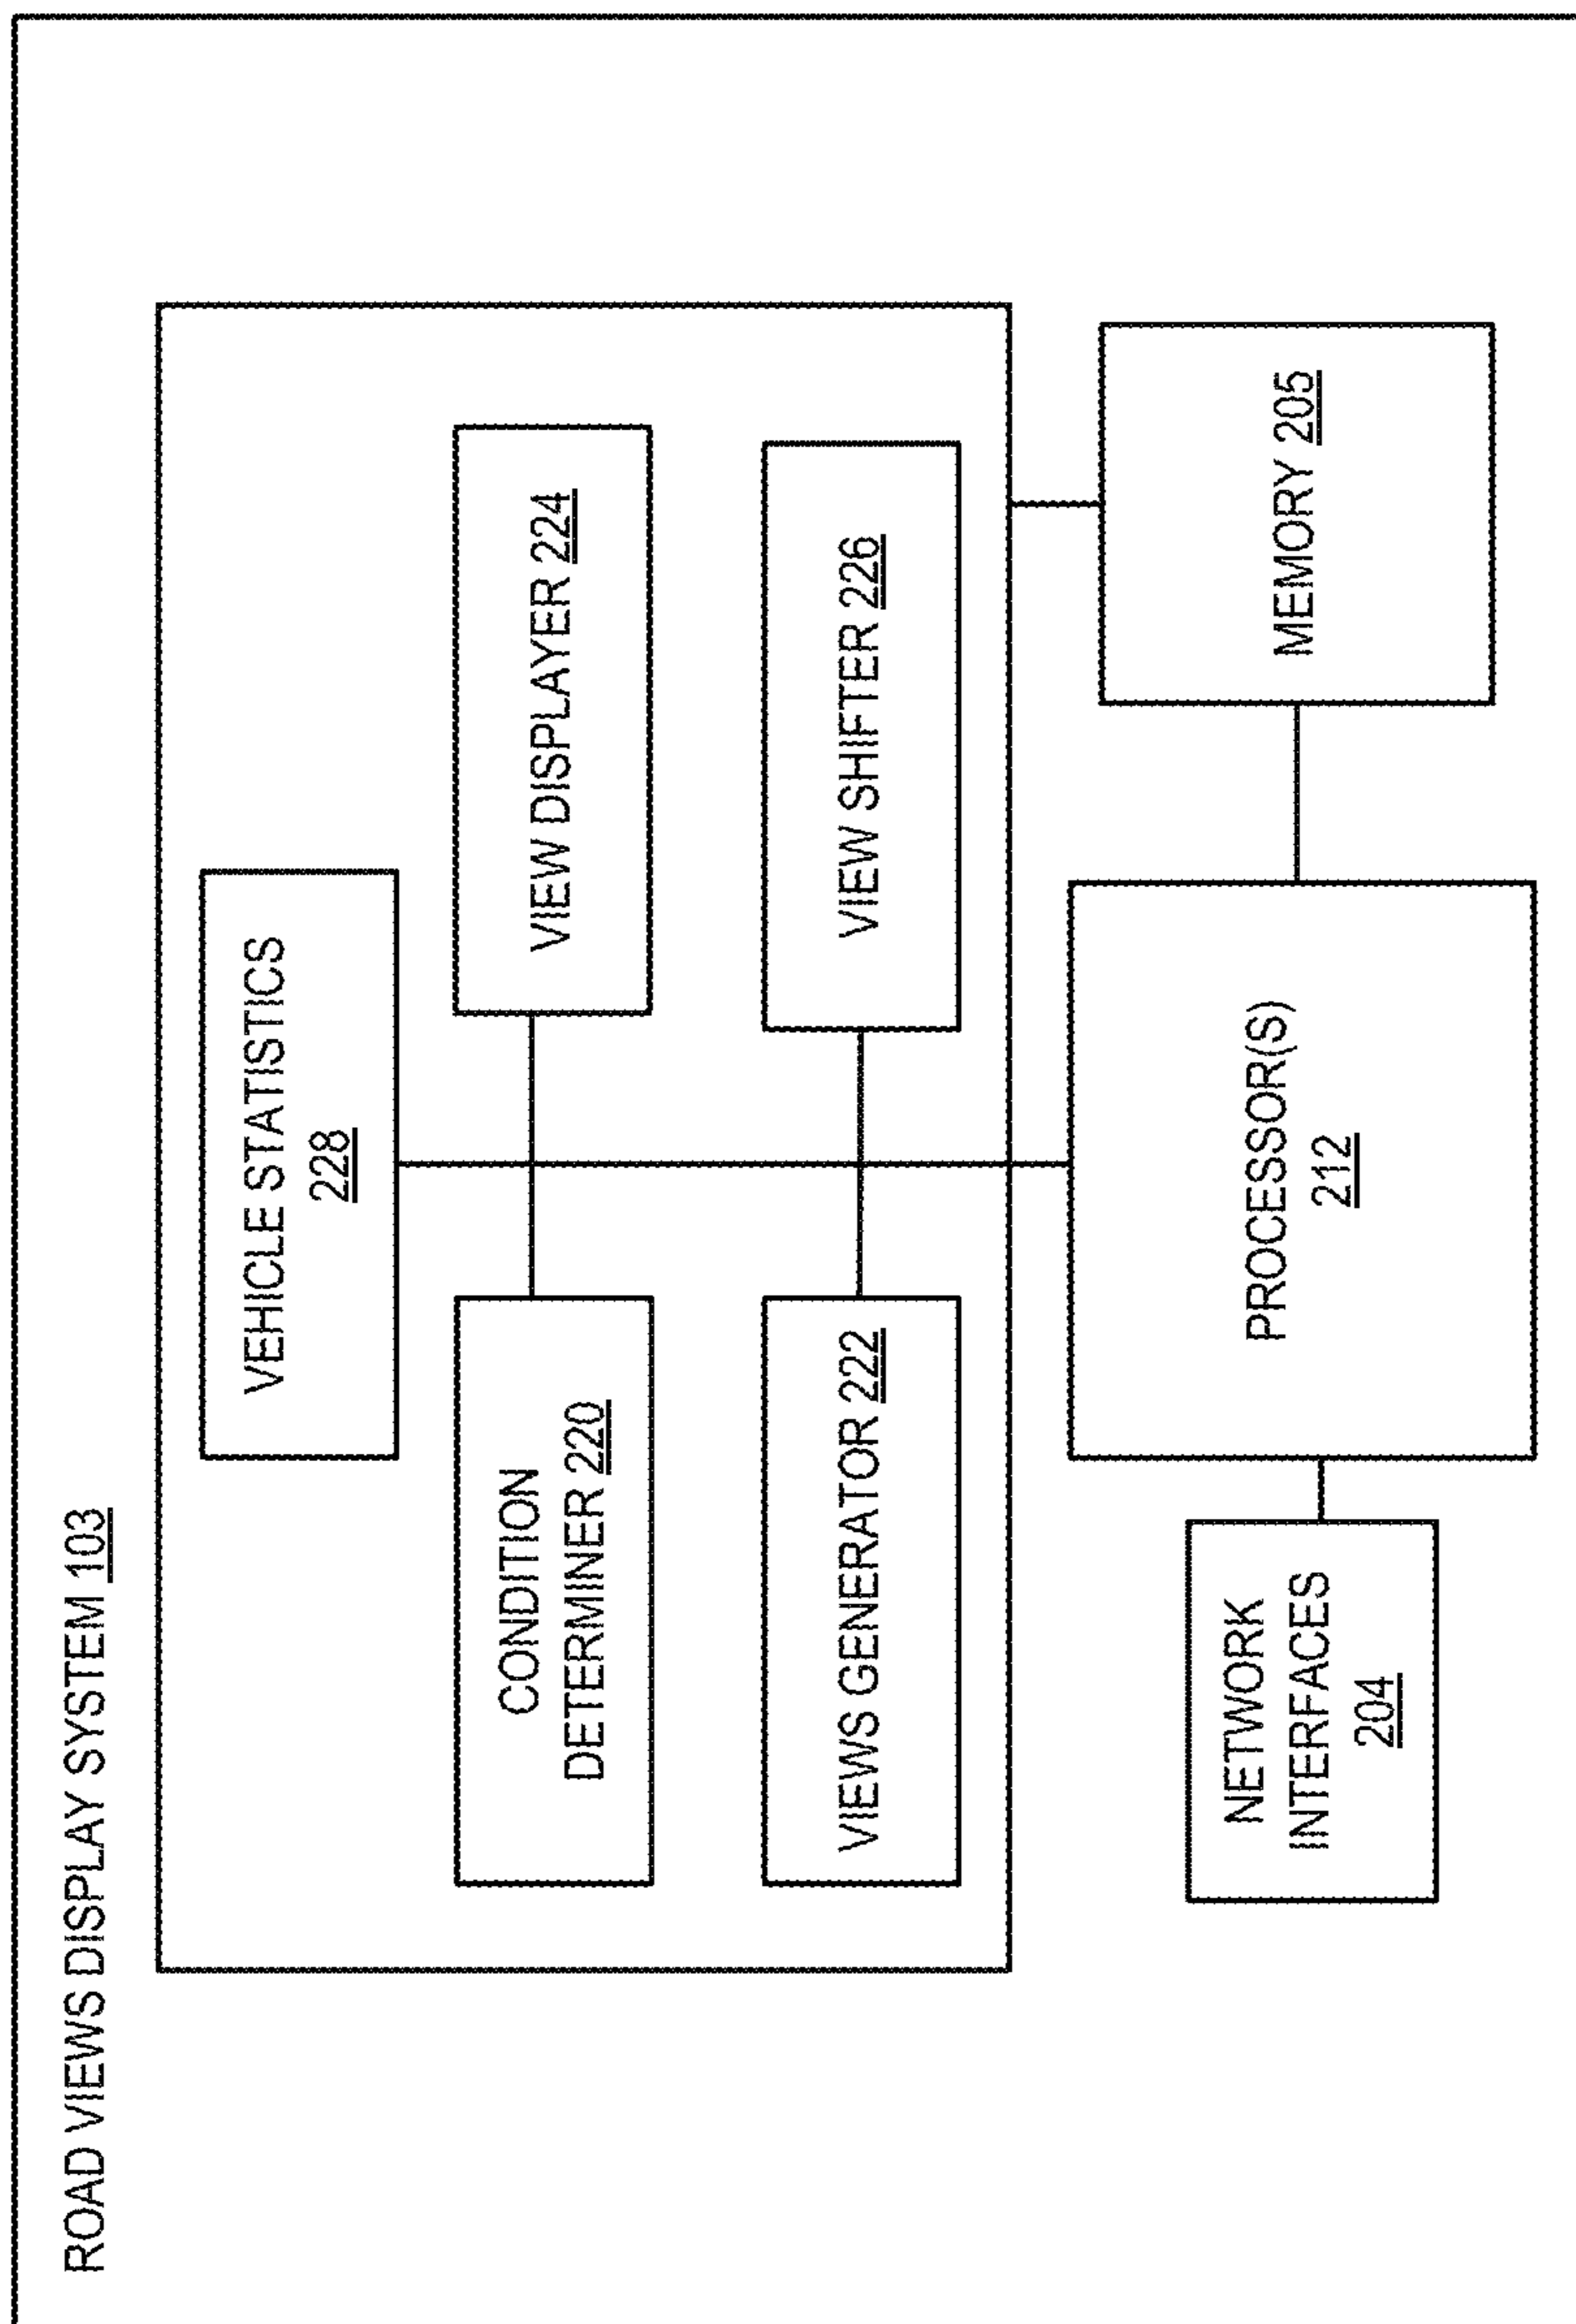 ROAD VIEWS DISPLAY SYSTEM 103
VEHICLE STATISTICS
228
CONDITION
DETERMINER 220
VIEW DISPLAYER 224
VIEWS GENERATOR 222
VIEW SHIFTER 226
NETWORK
INTERFACES
204
PROCESSOR(S)
212
MEMORY 205